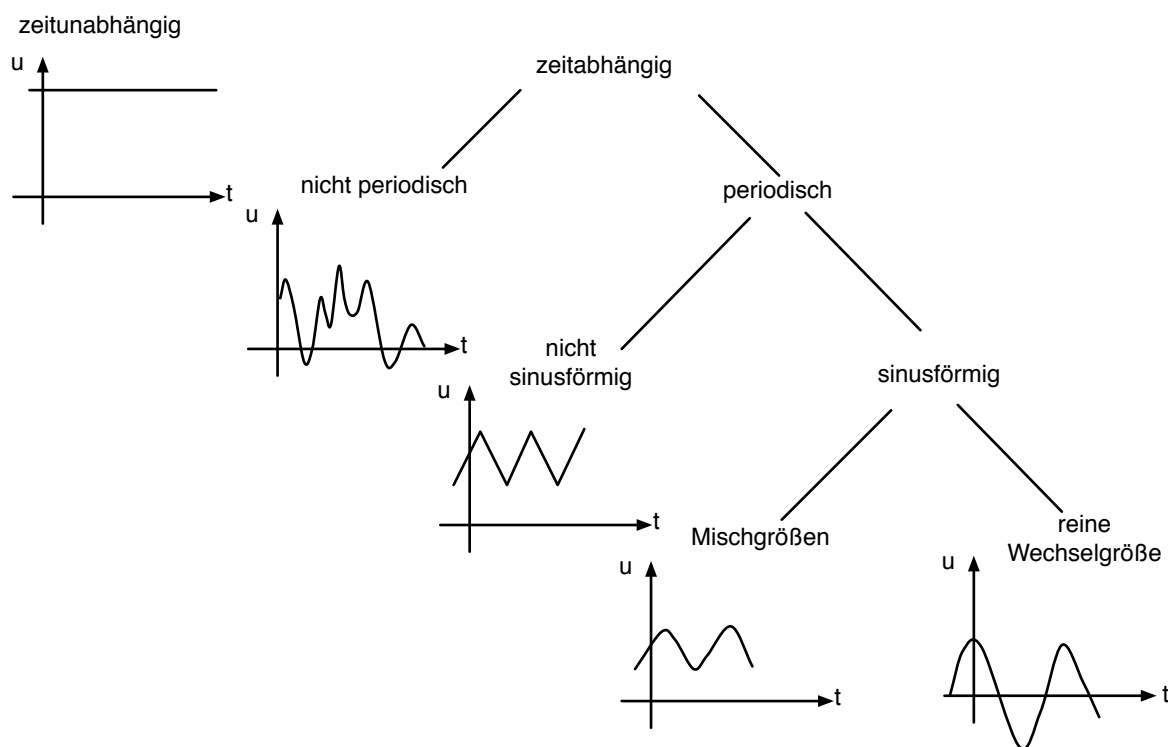 zeitunabhängig
u
t
zeitabhängig
nicht periodisch
u
t
periodisch
nicht
sinusförmig
u
t
sinusförmig
Mischgrößen
u
t
reine
Wechselgröße
u
t